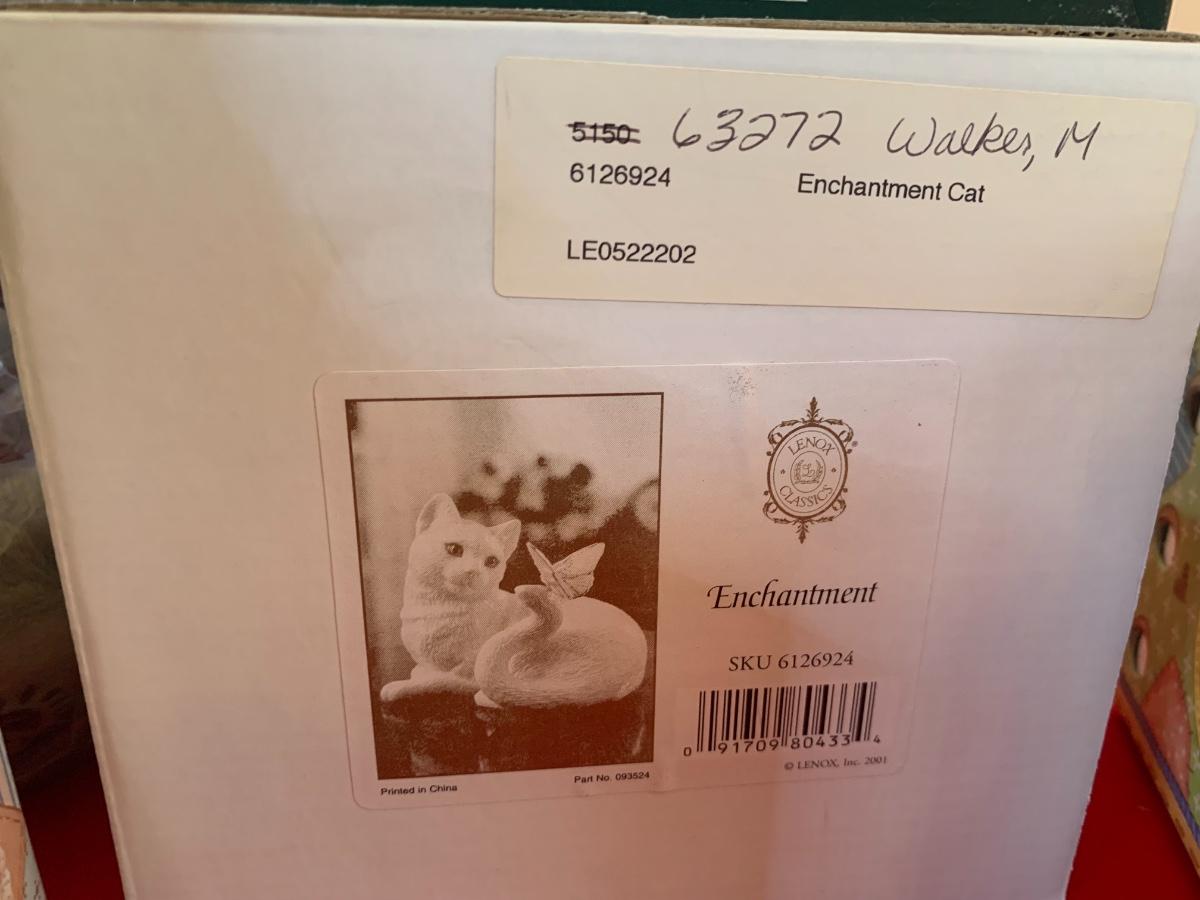 5150 63272 Walker, M
6126924 Enchantment Cat
LE0522202
LENOX
CLASSICS
®
Enchantment
SKU 6126924
0 91709 80433 4
© LENOX, Inc. 2001
Part No. 093524
Printed in China